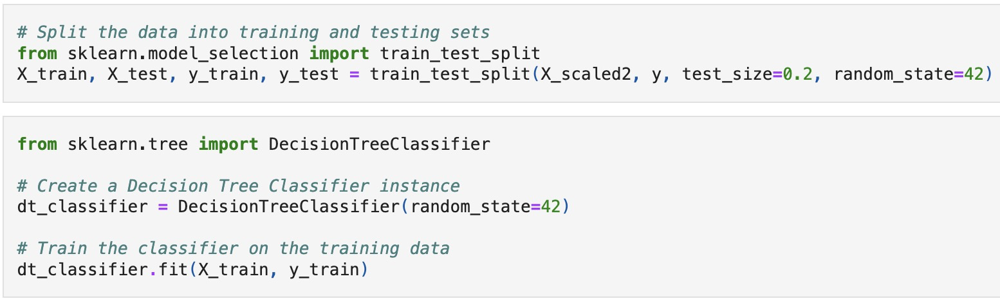 # Split the data into training and testing sets
from sklearn.model_selection import train_test_split
X_train, X_test, y_train, y_test = train_test_split(X_scaled2, y, test_size=0.2, random_state=42)
from sklearn.tree import DecisionTreeClassifier
# Create a Decision Tree Classifier instance
dt_classifier = DecisionTreeClassifier(random_state=42)
# Train the classifier on the training data
dt_classifier.fit(X_train, y_train)